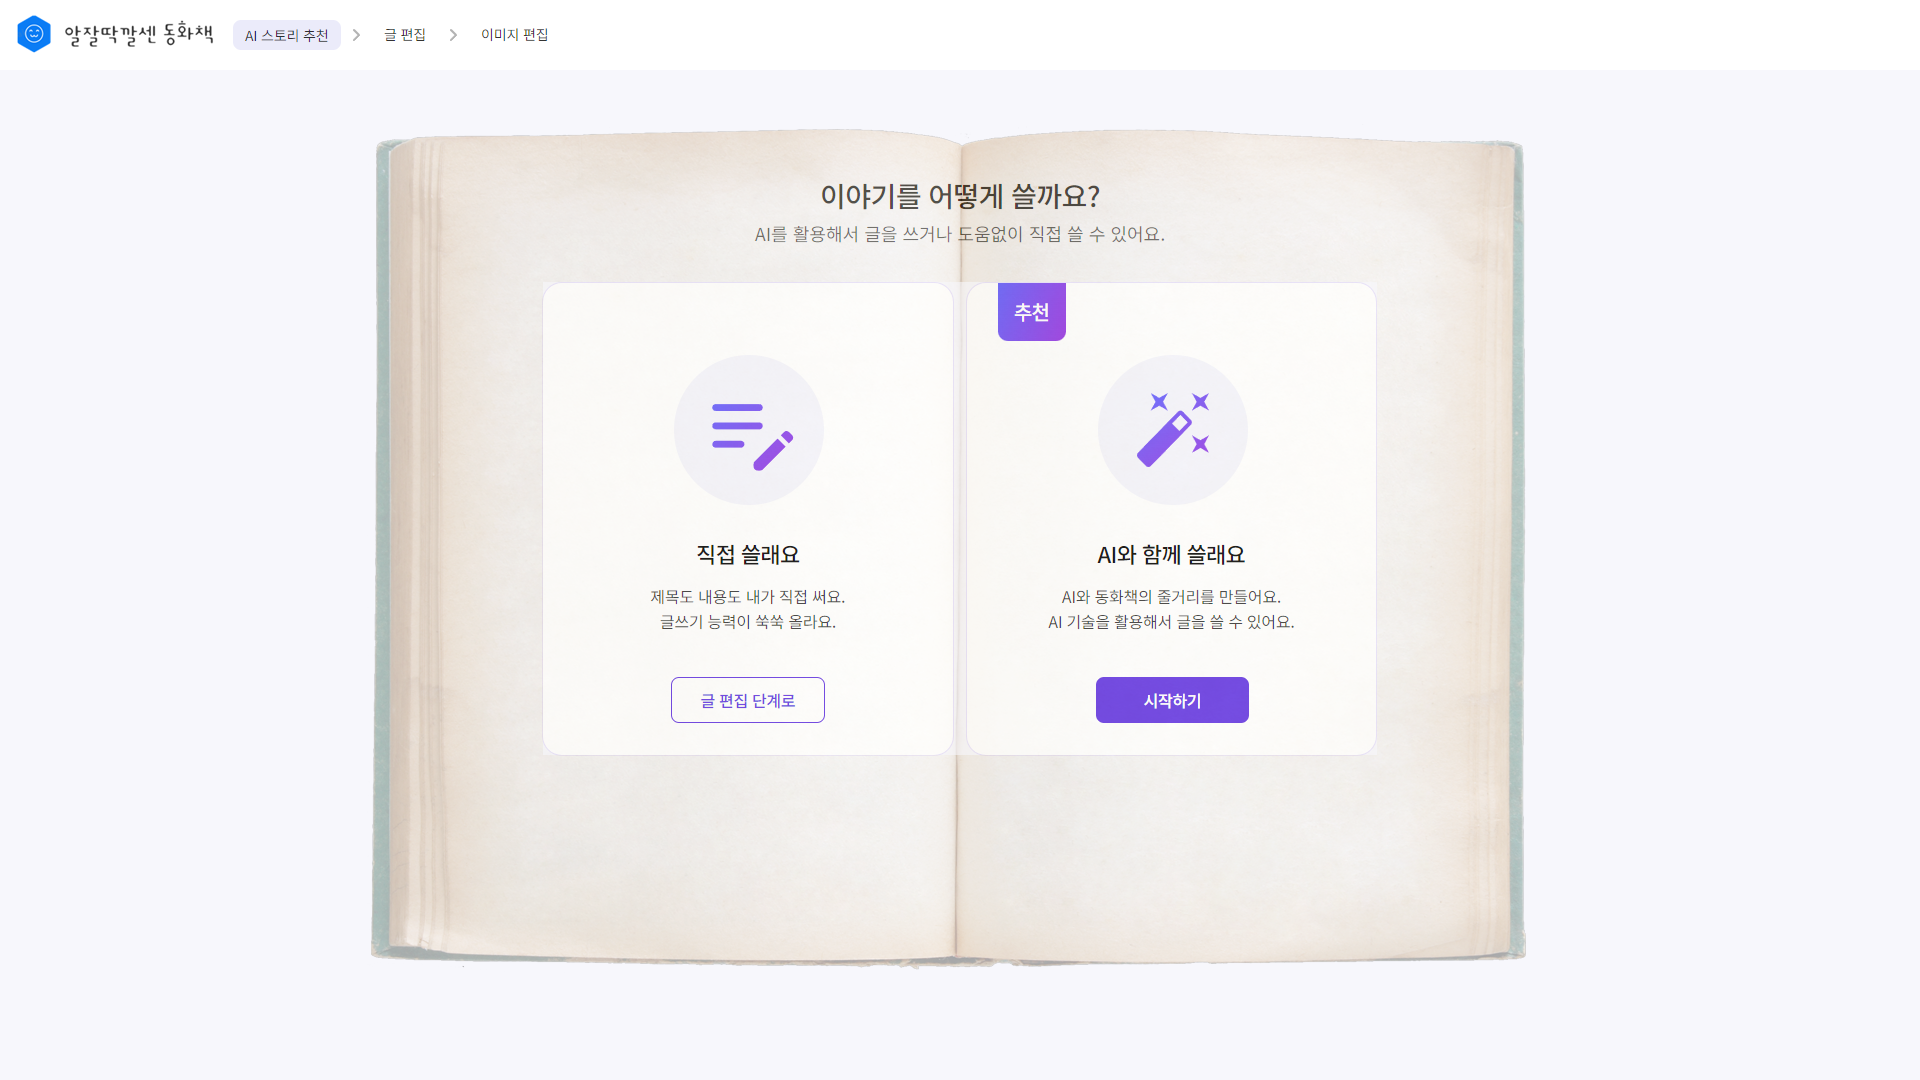 알잘딱깔센 동화책
AI 스토리 추천
글 편집
이미지 편집
이야기를 어떻게 쓸까요?
AI를 활용해서 글을 쓰거나 도움없이 직접 쓸 수 있어요.
직접 쓸래요
제목도 내용도 내가 직접 써요.
글쓰기 능력이 쑥쑥 올라요.
글 편집 단계로
추천
AI와 함께 쓸래요
AI와 동화책의 줄거리를 만들어요.
AI 기술을 활용해서 글을 쓸 수 있어요.
시작하기